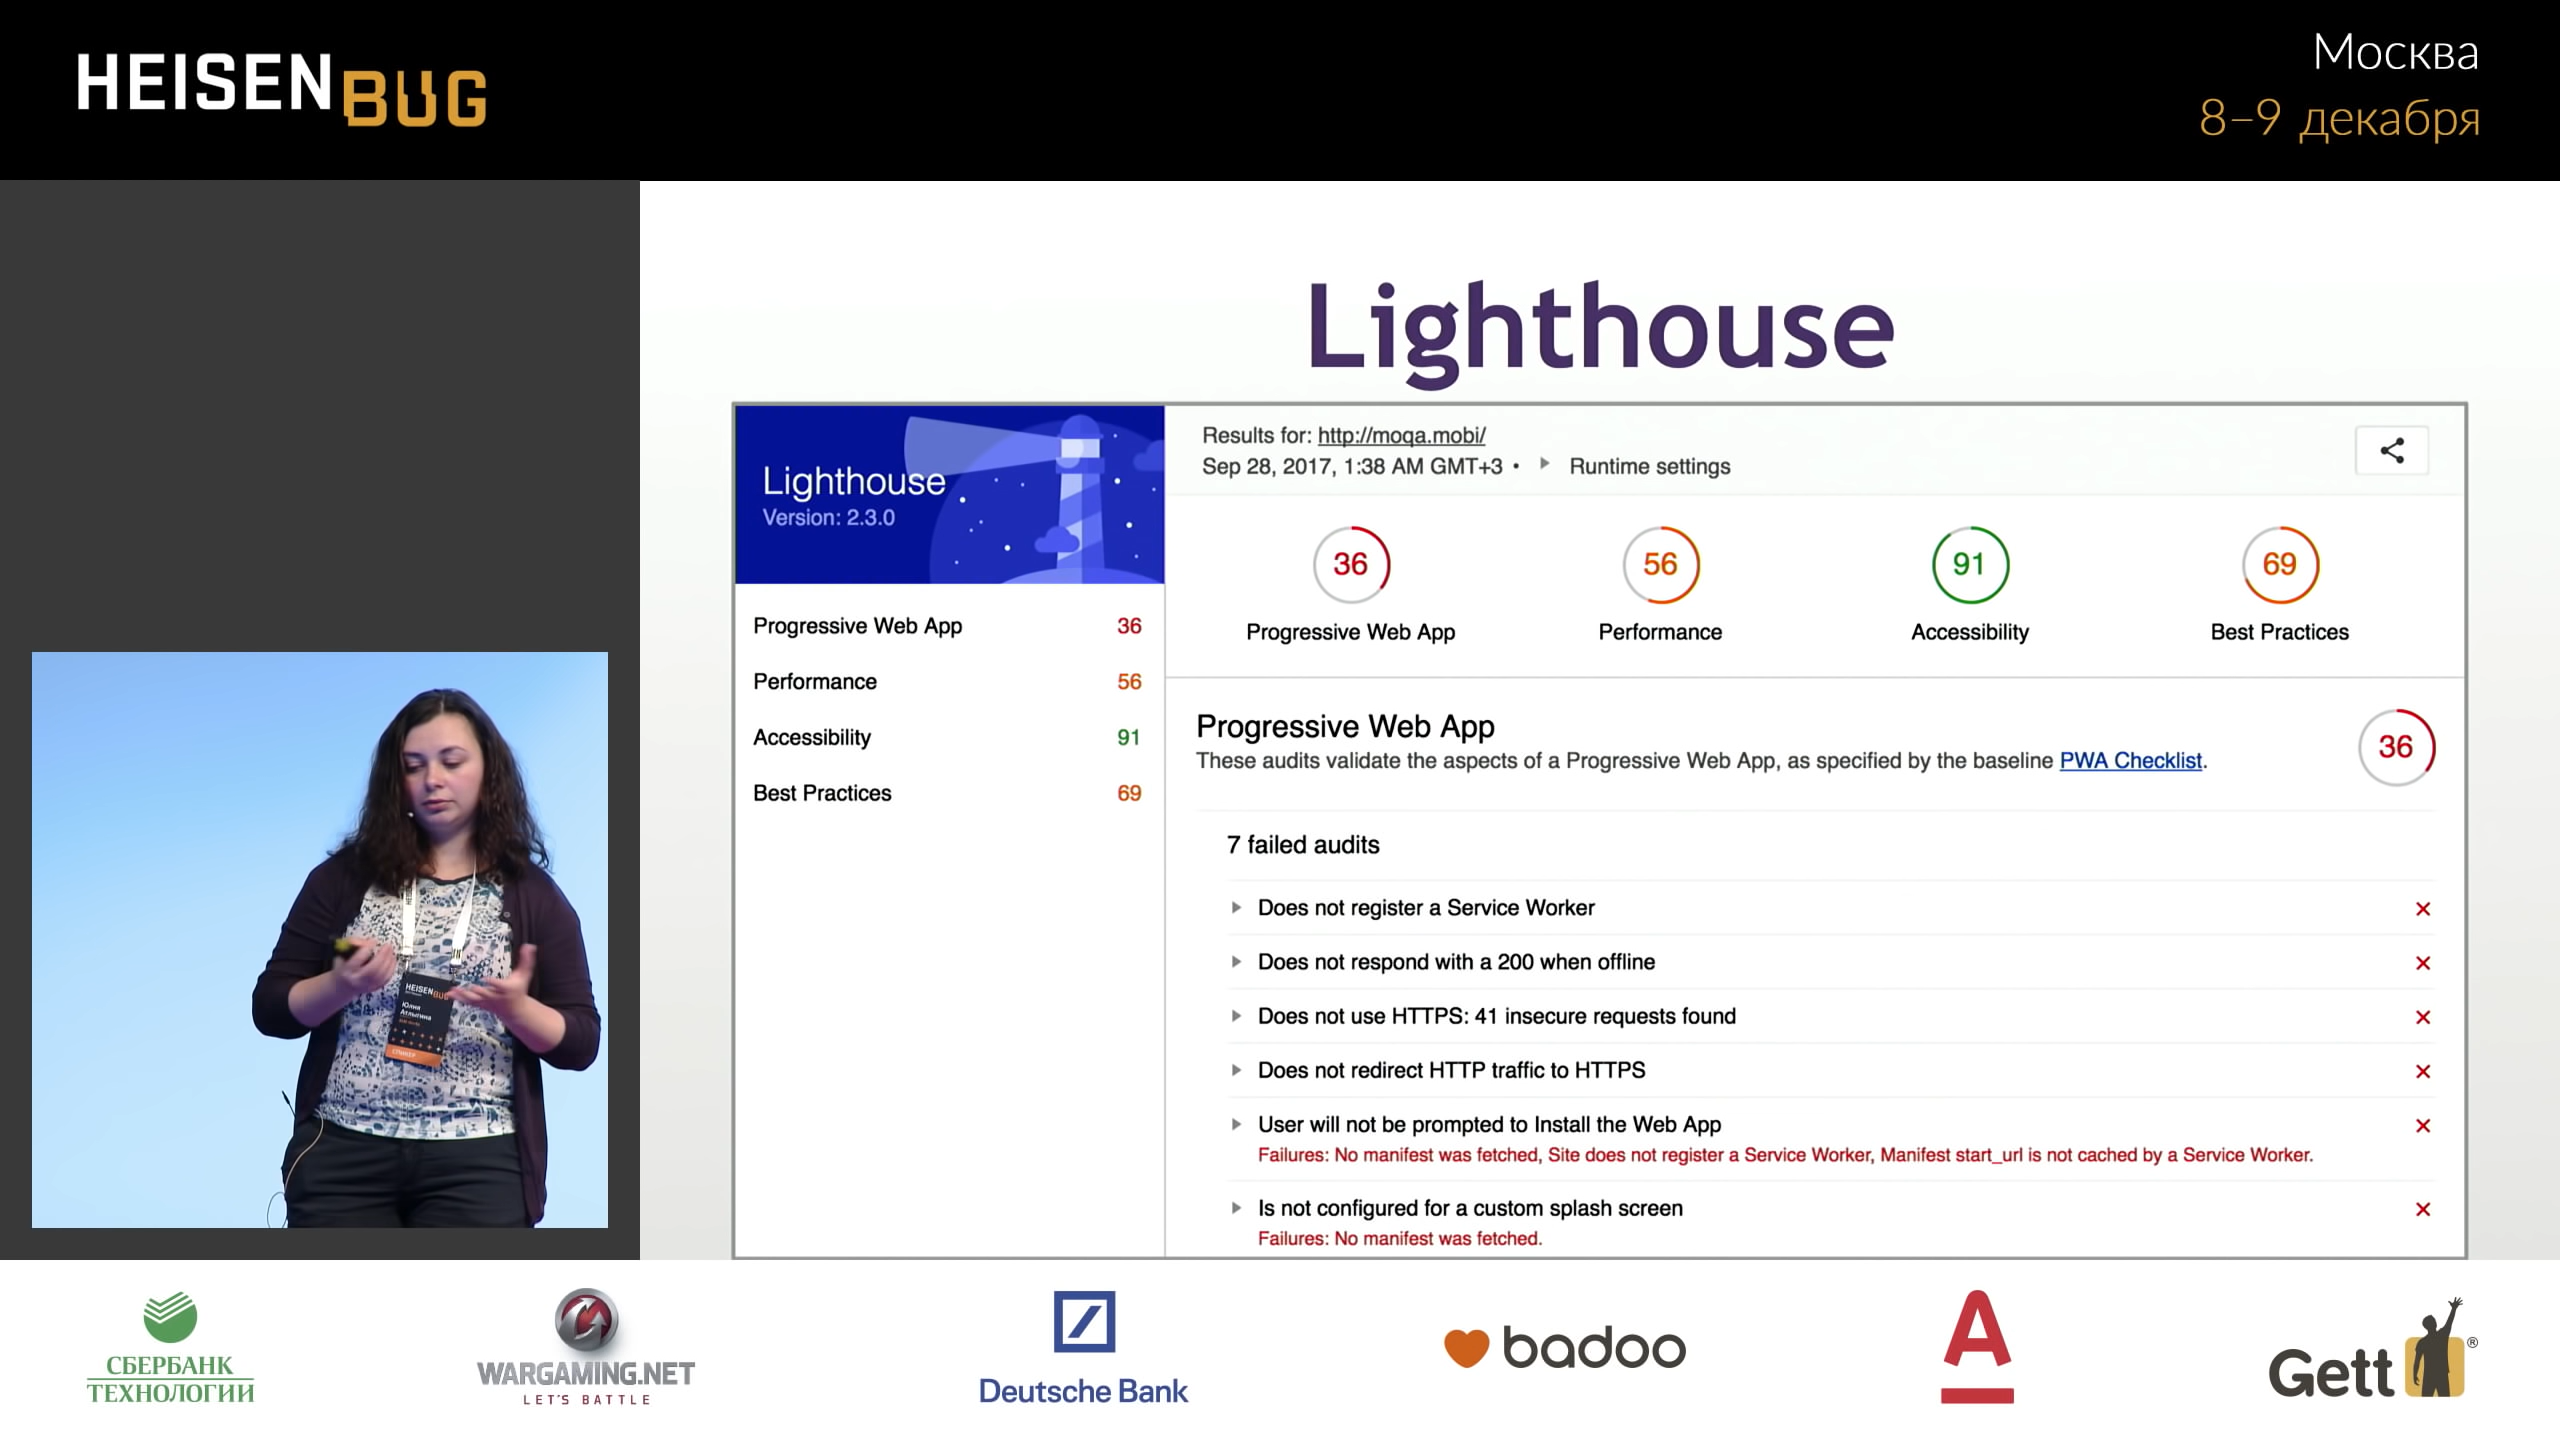 HEISENBUG
Москва
8–9 декабря
Lighthouse
Lighthouse
Version: 2.3.0
Progressive Web App 36
Performance 56
Accessibility 91
Best Practices 69
Results for: http://moqa.mobi/
Sep 28, 2017, 1:38 AM GMT+3 • Runtime settings
36 56 91 69
Progressive Web App Performance Accessibility Best Practices
Progressive Web App
These audits validate the aspects of a Progressive Web App, as specified by the baseline PWA Checklist.
36
7 failed audits
Does not register a Service Worker
Does not respond with a 200 when offline
Does not use HTTPS: 41 insecure requests found
Does not redirect HTTP traffic to HTTPS
User will not be prompted to Install the Web App
Failures: No manifest was fetched, Site does not register a Service Worker, Manifest start_url is not cached by a Service Worker.
Is not configured for a custom splash screen
Failures: No manifest was fetched.
HEISENBUG
Юлия
Атлыгина
СПИКЕР
СБЕРБАНК
ТЕХНОЛОГИИ
WARGAMING.NET
LET'S BATTLE
Deutsche Bank
badoo
А
Gett®